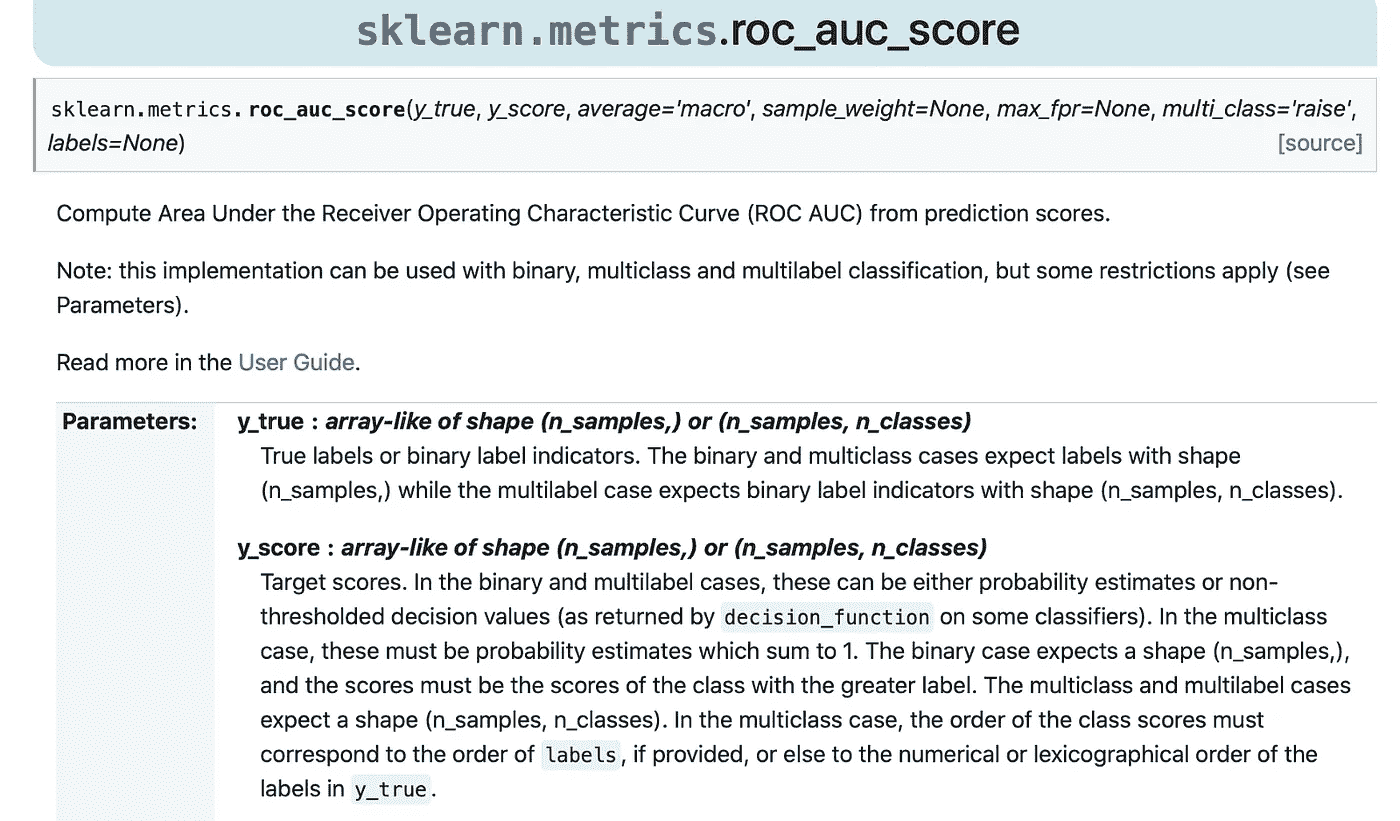 sklearn.metrics.roc_auc_score
sklearn.metrics.roc_auc_score(y_true, y_score, average='macro', sample_weight=None, max_fpr=None, multi_class='raise',
labels=None) [source]
Compute Area Under the Receiver Operating Characteristic Curve (ROC AUC) from prediction scores.
Note: this implementation can be used with binary, multiclass and multilabel classification, but some restrictions apply (see
Parameters).
Read more in the User Guide.
Parameters: y_true : array-like of shape (n_samples,) or (n_samples, n_classes)
True labels or binary label indicators. The binary and multiclass cases expect labels with shape
(n_samples,) while the multilabel case expects binary label indicators with shape (n_samples, n_classes).
y_score : array-like of shape (n_samples,) or (n_samples, n_classes)
Target scores. In the binary and multilabel cases, these can be either probability estimates or non-
thresholded decision values (as returned by decision_function on some classifiers). In the multiclass
case, these must be probability estimates which sum to 1. The binary case expects a shape (n_samples,),
and the scores must be the scores of the class with the greater label. The multiclass and multilabel cases
expect a shape (n_samples, n_classes). In the multiclass case, the order of the class scores must
correspond to the order of labels, if provided, or else to the numerical or lexicographical order of the
labels in y_true.